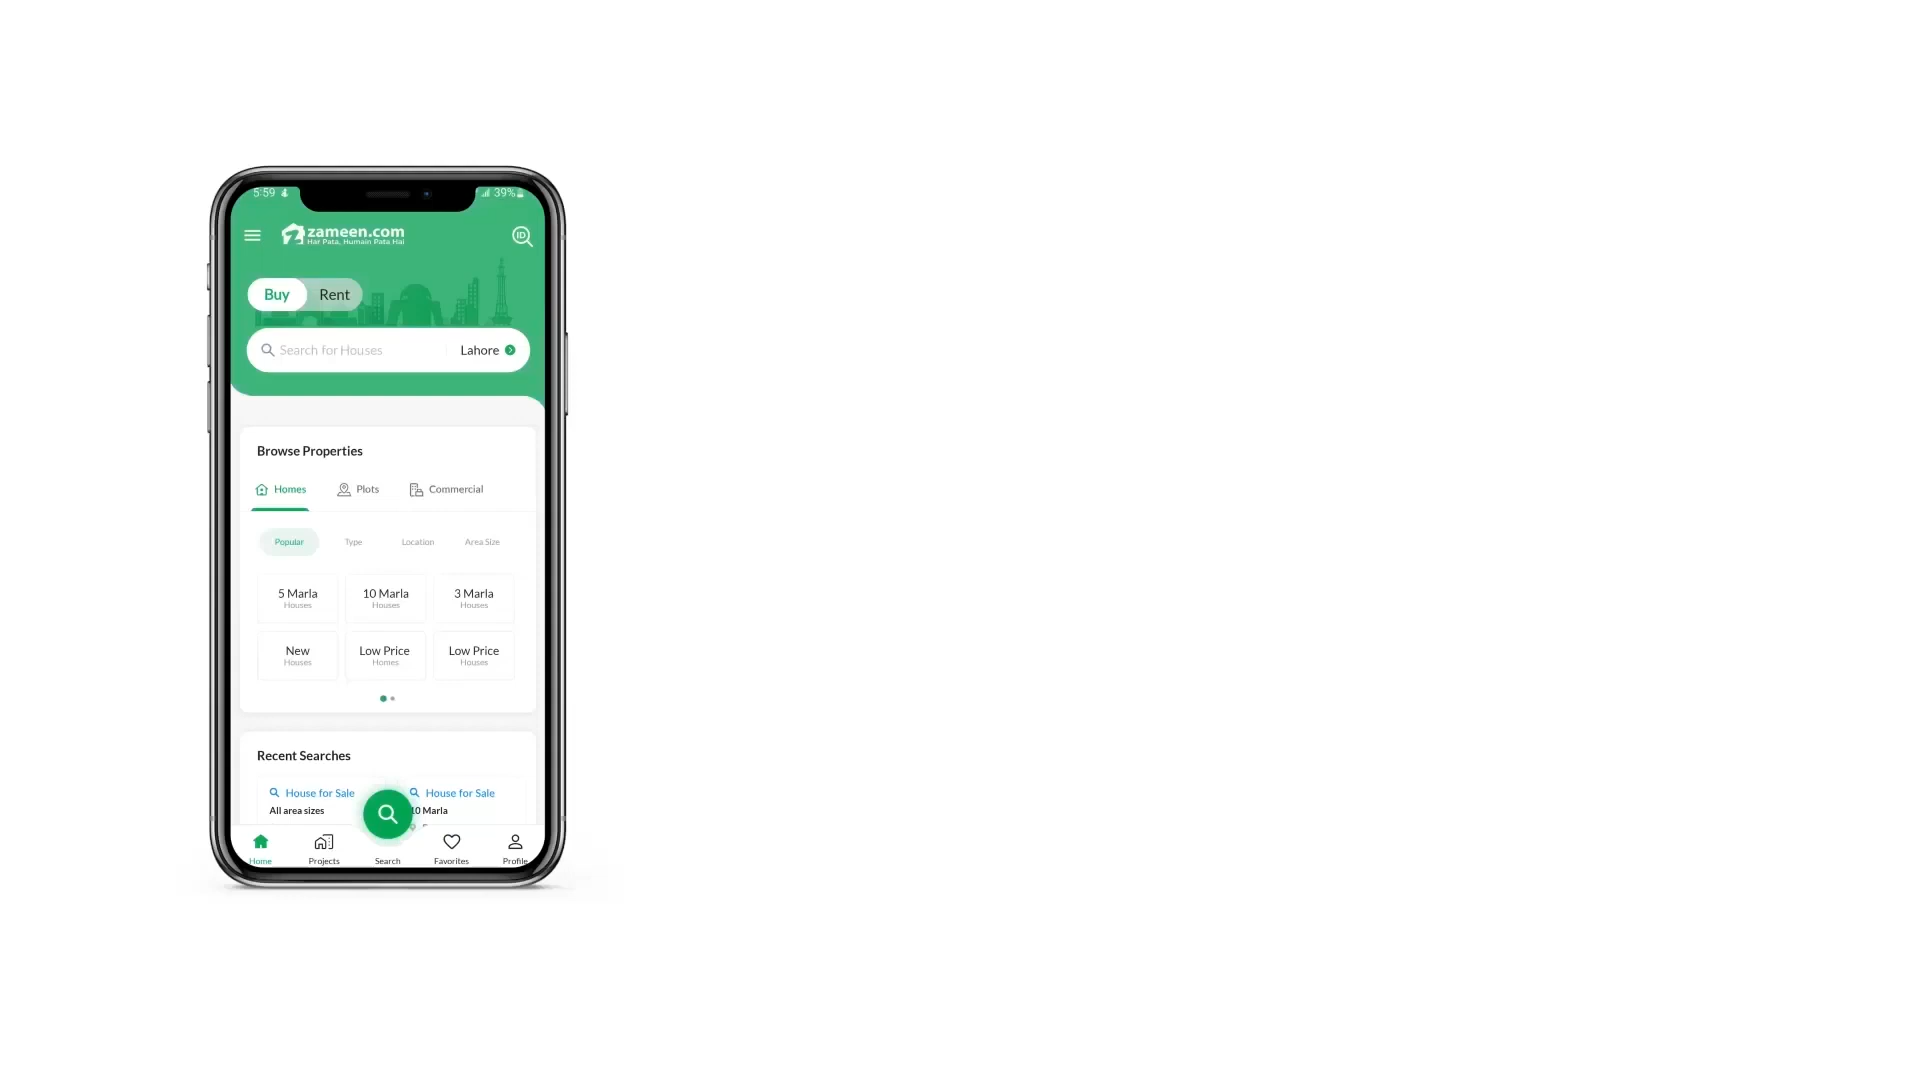 5:59
39%
zameen.com
Har Pata, Humain Pata Hai
ID
Buy Rent
Search for Houses Lahore
Browse Properties
Homes Plots Commercial
Popular Type Location Area Size
5 Marla 10 Marla 3 Marla
Houses Houses Houses
New Low Price Low Price
Houses Homes Houses
Recent Searches
House for Sale House for Sale
All area sizes 10 Marla
Home Projects Search Favorites Profile